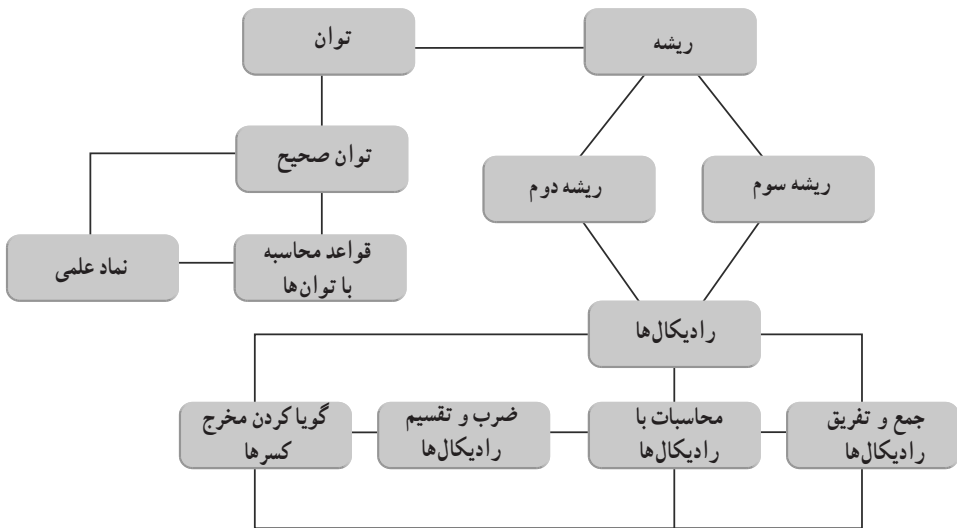 ریشه
توان
توان صحیح
ریشه سوم
ریشه دوم
قواعد محاسبه
با توان‌ها
نماد علمی
رادیکال‌ها
جمع و تفریق
رادیکال‌ها
محاسبات با
رادیکال‌ها
ضرب و تقسیم
رادیکال‌ها
گویا کردن مخرج
کسرها